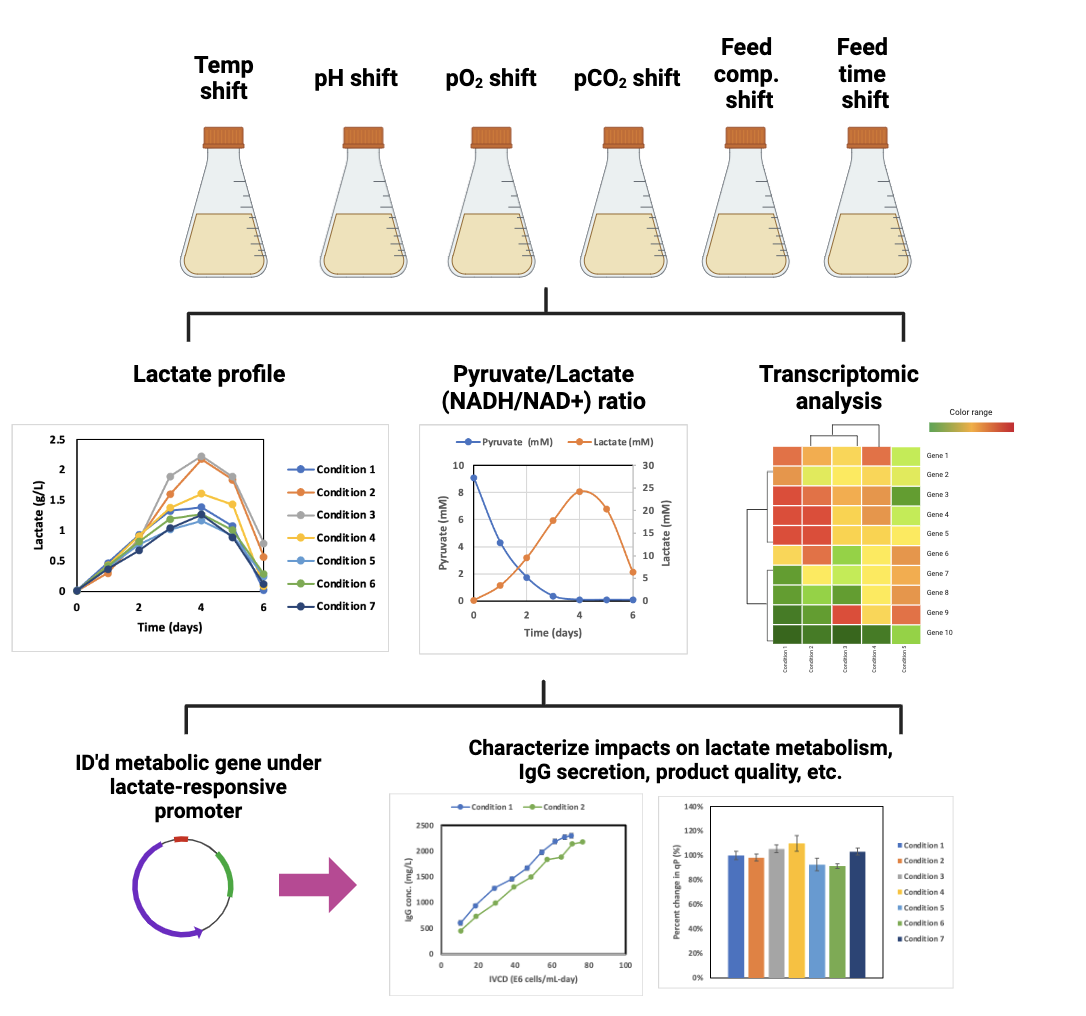 Temp
shift
pH shift
pO₂ shift
pCO₂ shift
Feed
comp.
shift
Feed
time
shift
Lactate profile
Pyruvate/Lactate
(NADH/NAD+) ratio
Transcriptomic
analysis
Color range
2.5
2
1.5
1
0.5
0
Lactate (g/L)
0
2
4
6
Time (days)
Condition 1
Condition 2
Condition 3
Condition 4
Condition 5
Condition 6
Condition 7
Pyruvate (mM)
Lactate (mM)
10
8
6
4
2
0
Pyruvate (mM)
30
25
20
15
10
5
0
Lactate (mM)
0
2
4
6
Time (days)
Gene 1
Gene 2
Gene 3
Gene 4
Gene 5
Gene 6
Gene 7
Gene 8
Gene 9
Gene 10
Condition 1
Condition 2
Condition 3
Condition 4
Condition 5
ID'd metabolic gene under
lactate-responsive
promoter
Characterize impacts on lactate metabolism,
IgG secretion, product quality, etc.
Condition 1
Condition 2
2500
2000
1500
1000
500
0
IgG conc. (mg/L)
0
20
40
60
80
100
IVCD (E6 cells/mL-day)
140%
120%
100%
80%
60%
40%
20%
0%
Percent change in qP (%)
Condition 1
Condition 2
Condition 3
Condition 4
Condition 5
Condition 6
Condition 7